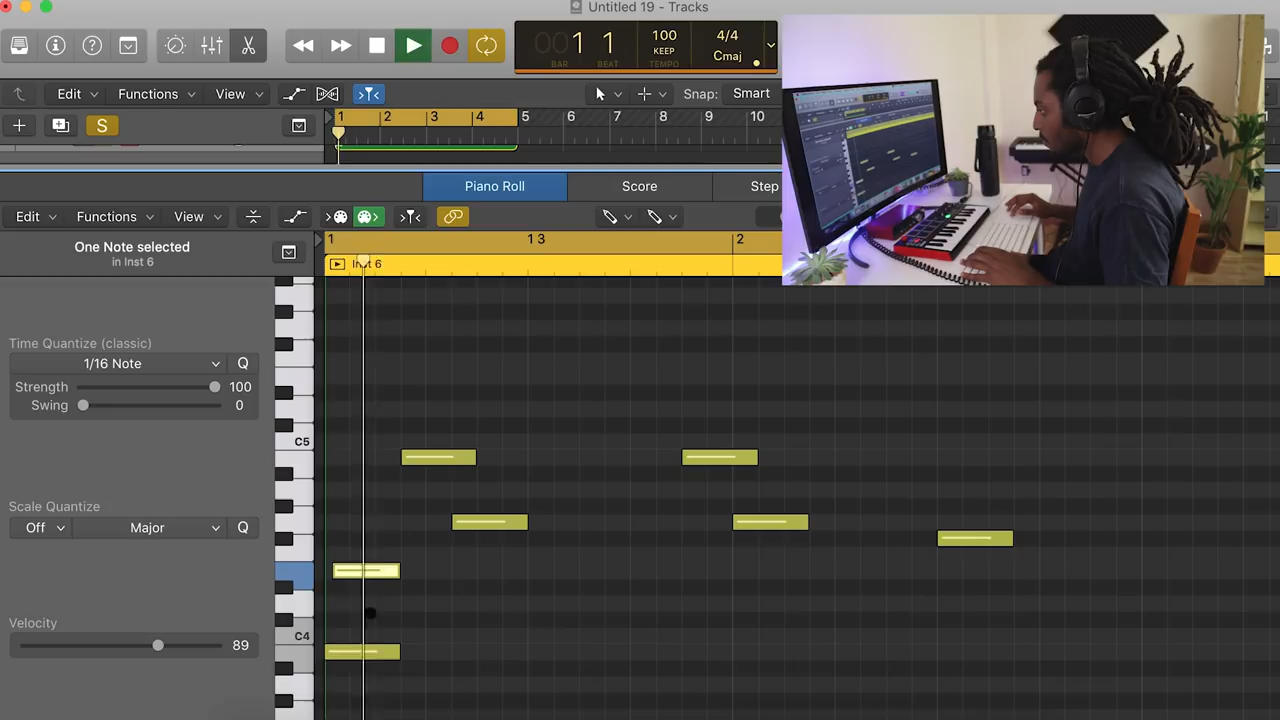 Untitled 19 - Tracks
001 1
BAR BEAT
100
KEEP
TEMPO
4/4
Cmaj
Edit Functions View Snap: Smart
S
1 2 3 4 5 6 7 8 9 10
Piano Roll Score Step
Edit Functions View
One Note selected
in Inst 6
1 1 3 2
Inst 6
Time Quantize (classic)
1/16 Note Q
Strength 100
Swing 0
C5
Scale Quantize
Off Major Q
Velocity
89
C4